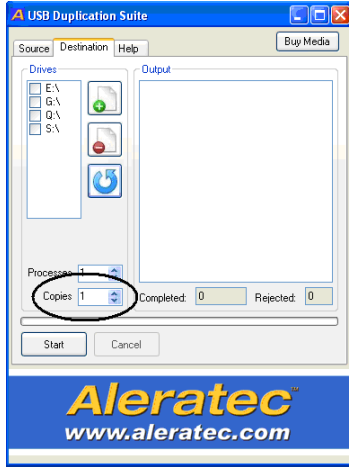 A USB Duplication Suite
Buy Media
Source Destination Help
Drives
Output
E:\
G:\
Q:\
S:\
Processes 1
Copies 1
Completed: 0 Rejected: 0
Start Cancel
Aleratec™
www.aleratec.com